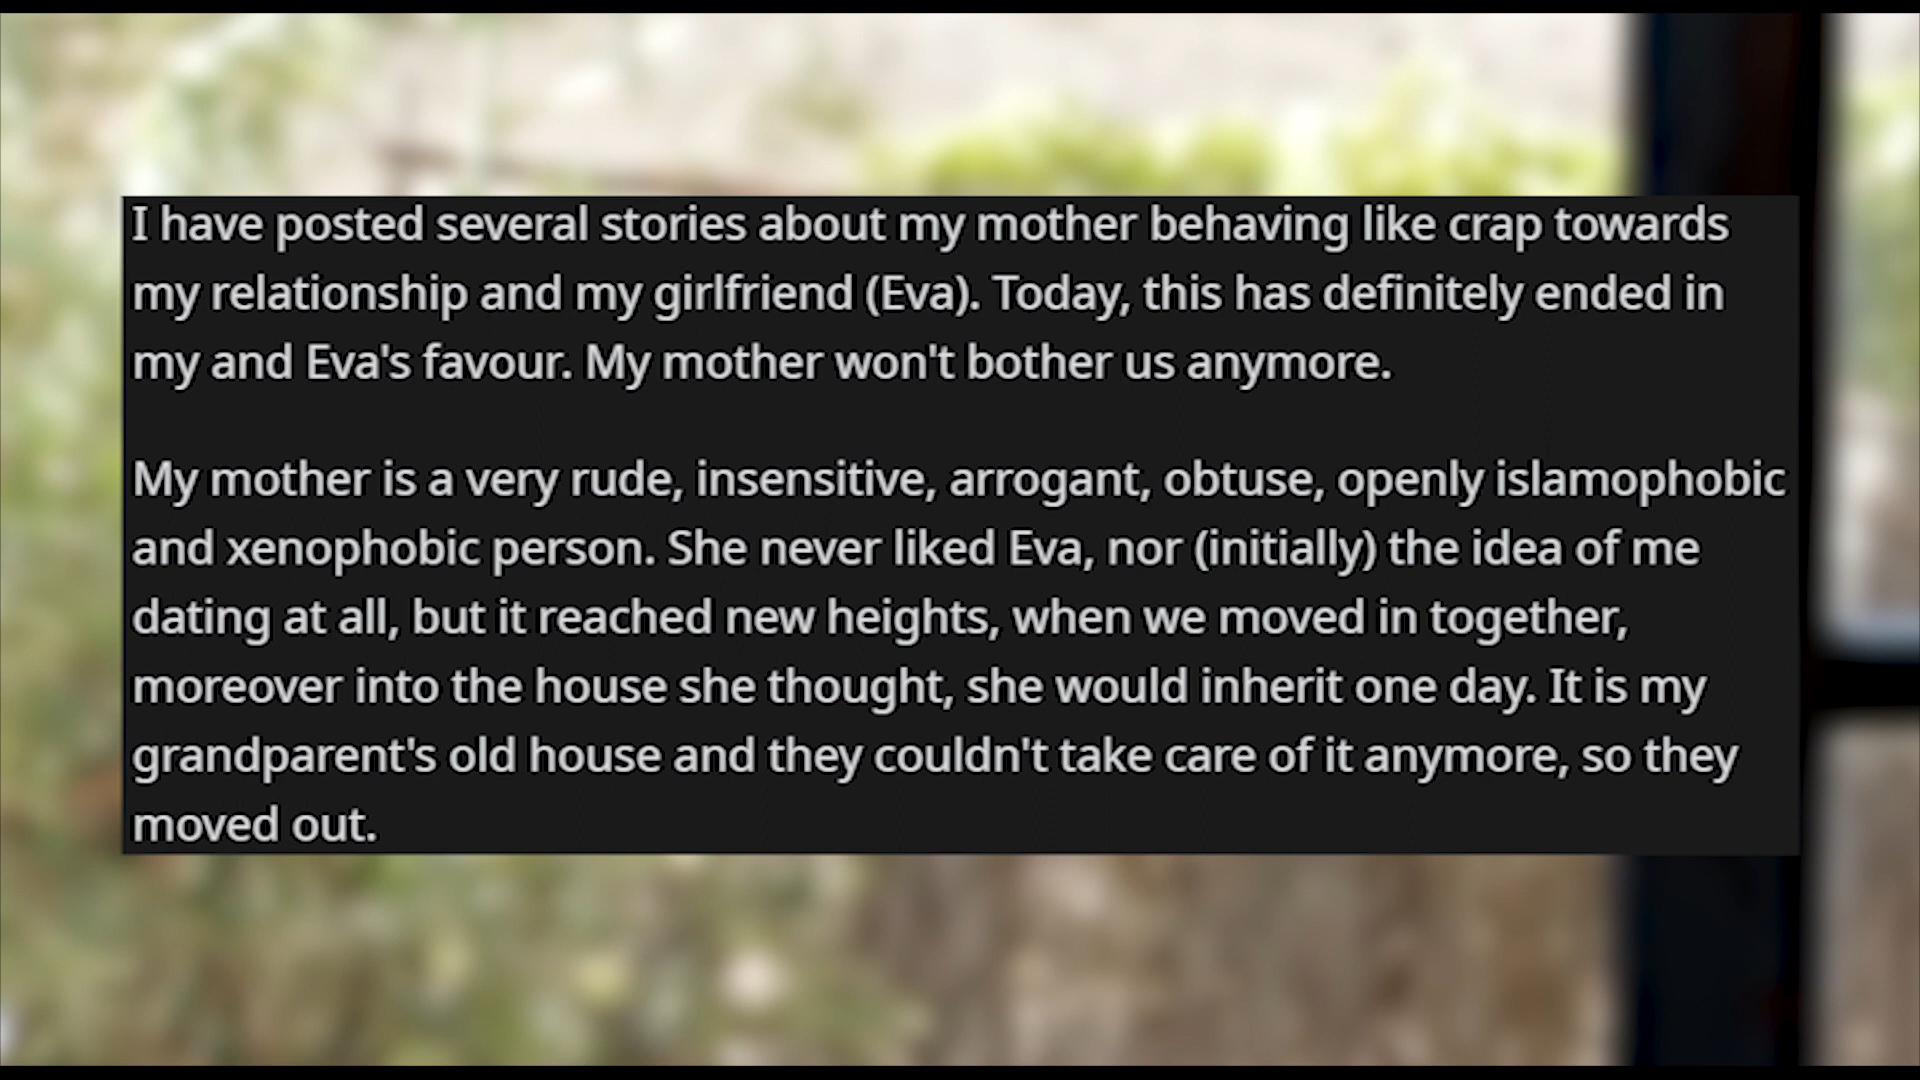 I have posted several stories about my mother behaving like crap towards
my relationship and my girlfriend (Eva). Today, this has definitely ended in
my and Eva's favour. My mother won't bother us anymore.
My mother is a very rude, insensitive, arrogant, obtuse, openly islamophobic
and xenophobic person. She never liked Eva, nor (initially) the idea of me
dating at all, but it reached new heights, when we moved in together,
moreover into the house she thought, she would inherit one day. It is my
grandparent's old house and they couldn't take care of it anymore, so they
moved out.